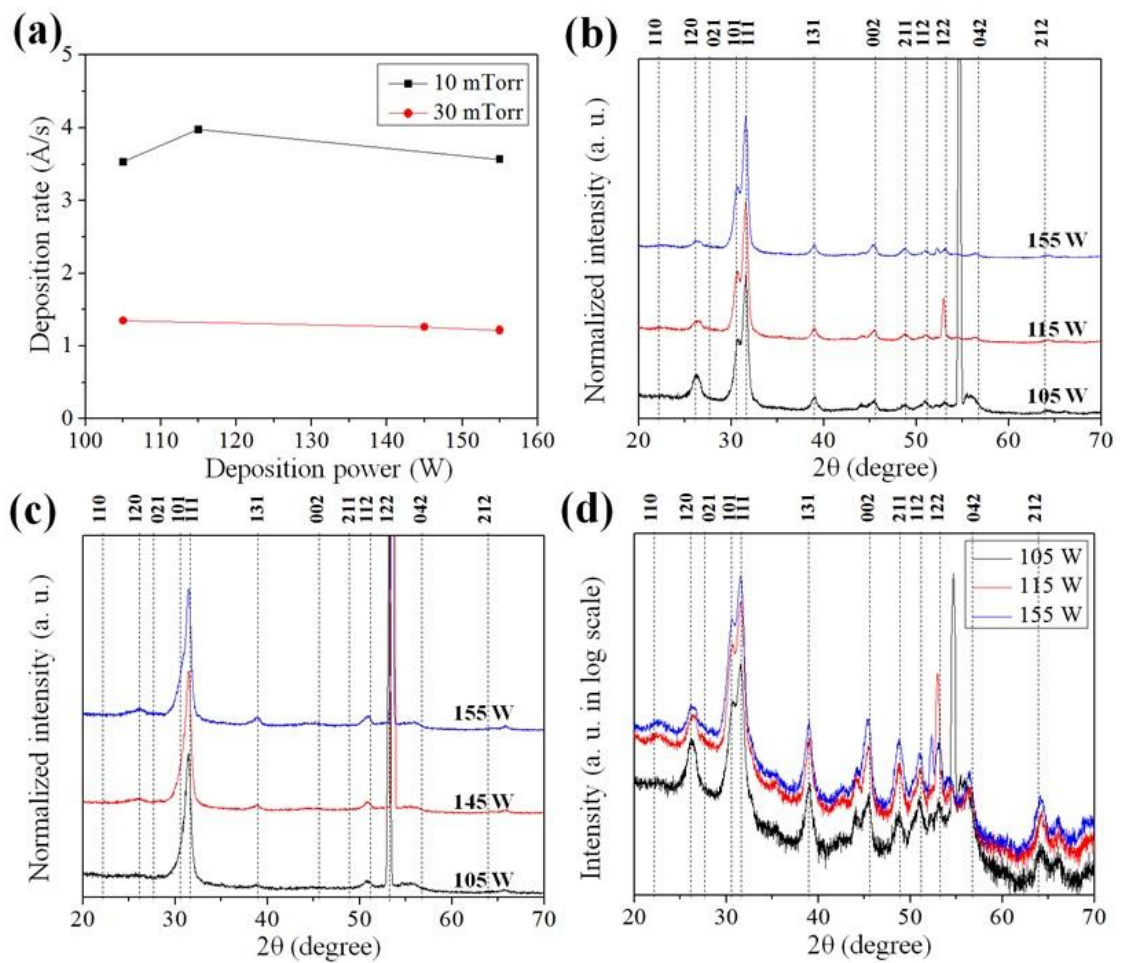 (a)
5
4
3
2
1
0
Deposition rate (Å/s)
10 mTorr
30 mTorr
100 110 120 130 140 150 160
Deposition power (W)
(b)
110 120 021 101 111 131 002 211 112 122 042 212
Normalized intensity (a. u.)
155 W
115 W
105 W
20 30 40 50 60 70
2θ (degree)
(c)
110 120 021 101 111 131 002 211 112 122 042 212
Normalized intensity (a. u.)
155 W
145 W
105 W
20 30 40 50 60 70
2θ (degree)
(d)
110 120 021 101 111 131 002 211 112 122 042 212
Intensity (a. u. in log scale)
105 W
115 W
155 W
20 30 40 50 60 70
2θ (degree)